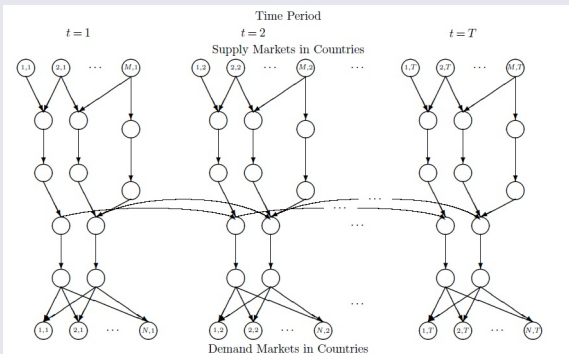 Time Period
t = 1 t = 2 t = T
Supply Markets in Countries
1,1 2,1 ··· M,1 1,2 2,2 ··· M,2 ··· 1,T 2,T ··· M,T
···
···
···
···
1,1 2,1 ··· N,1 1,2 2,2 ··· N,2 1,T 2,T ··· N,T
Demand Markets in Countries